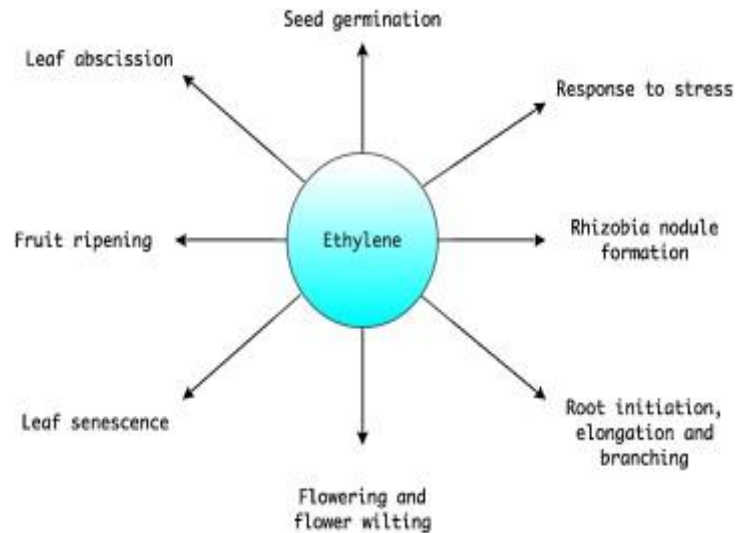 Seed germination
Leaf abscission
Response to stress
Fruit ripening
Ethylene
Rhizobia nodule
formation
Leaf senescence
Root initiation,
elongation and
branching
Flowering and
flower wilting